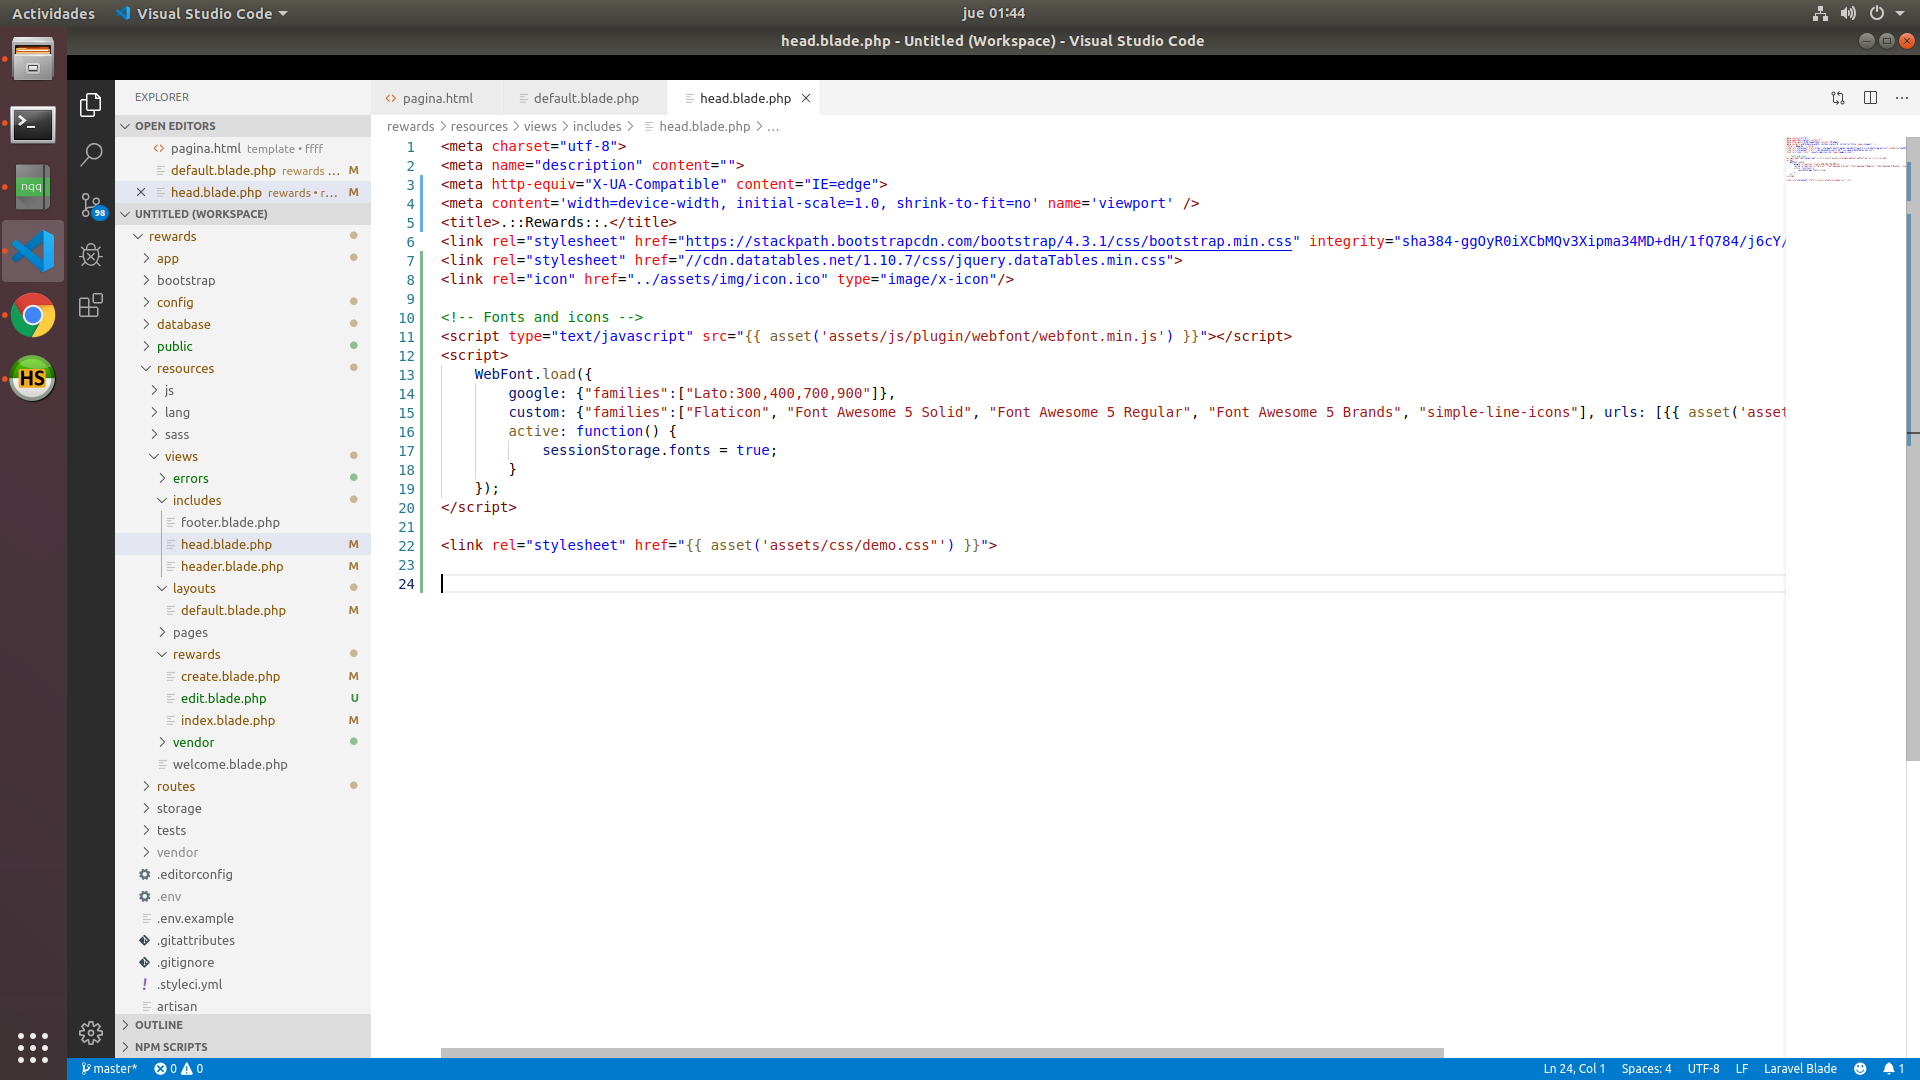 Actividades
Visual Studio Code
jue 01:44
head.blade.php - Untitled (Workspace) - Visual Studio Code
nqq
HS
EXPLORER
OPEN EDITORS
pagina.html template • ffff
default.blade.php rewards ... M
head.blade.php rewards • r... M
UNTITLED (WORKSPACE)
98
rewards
app
bootstrap
config
database
public
resources
js
lang
sass
views
errors
includes
footer.blade.php
head.blade.php M
header.blade.php M
layouts
default.blade.php M
pages
rewards
create.blade.php M
edit.blade.php U
index.blade.php M
vendor
welcome.blade.php
routes
storage
tests
vendor
.editorconfig
.env
.env.example
.gitattributes
.gitignore
.styleci.yml
artisan
OUTLINE
NPM SCRIPTS
pagina.html
default.blade.php
head.blade.php
rewards > resources > views > includes > head.blade.php > ...
1 <meta charset="utf-8">
2 <meta name="description" content="">
3 <meta http-equiv="X-UA-Compatible" content="IE=edge">
4 <meta content='width=device-width, initial-scale=1.0, shrink-to-fit=no' name='viewport' />
5 <title>.::Rewards::.</title>
6 <link rel="stylesheet" href="https://stackpath.bootstrapcdn.com/bootstrap/4.3.1/css/bootstrap.min.css" integrity="sha384-ggOyR0iXCbMQv3Xipma34MD+dH/1fQ784/j6cY/
7 <link rel="stylesheet" href="//cdn.datatables.net/1.10.7/css/jquery.dataTables.min.css">
8 <link rel="icon" href="../assets/img/icon.ico" type="image/x-icon"/>
9
10 <!-- Fonts and icons -->
11 <script type="text/javascript" src="{{ asset('assets/js/plugin/webfont/webfont.min.js') }}"></script>
12 <script>
13 WebFont.load({
14 google: {"families":["Lato:300,400,700,900"]},
15 custom: {"families":["Flaticon", "Font Awesome 5 Solid", "Font Awesome 5 Regular", "Font Awesome 5 Brands", "simple-line-icons"], urls: [{{ asset('asset
16 active: function() {
17 sessionStorage.fonts = true;
18 }
19 });
20 </script>
21
22 <link rel="stylesheet" href="{{ asset('assets/css/demo.css"') }}">
23
24
master*
0
0
Ln 24, Col 1
Spaces: 4
UTF-8
LF
Laravel Blade
1